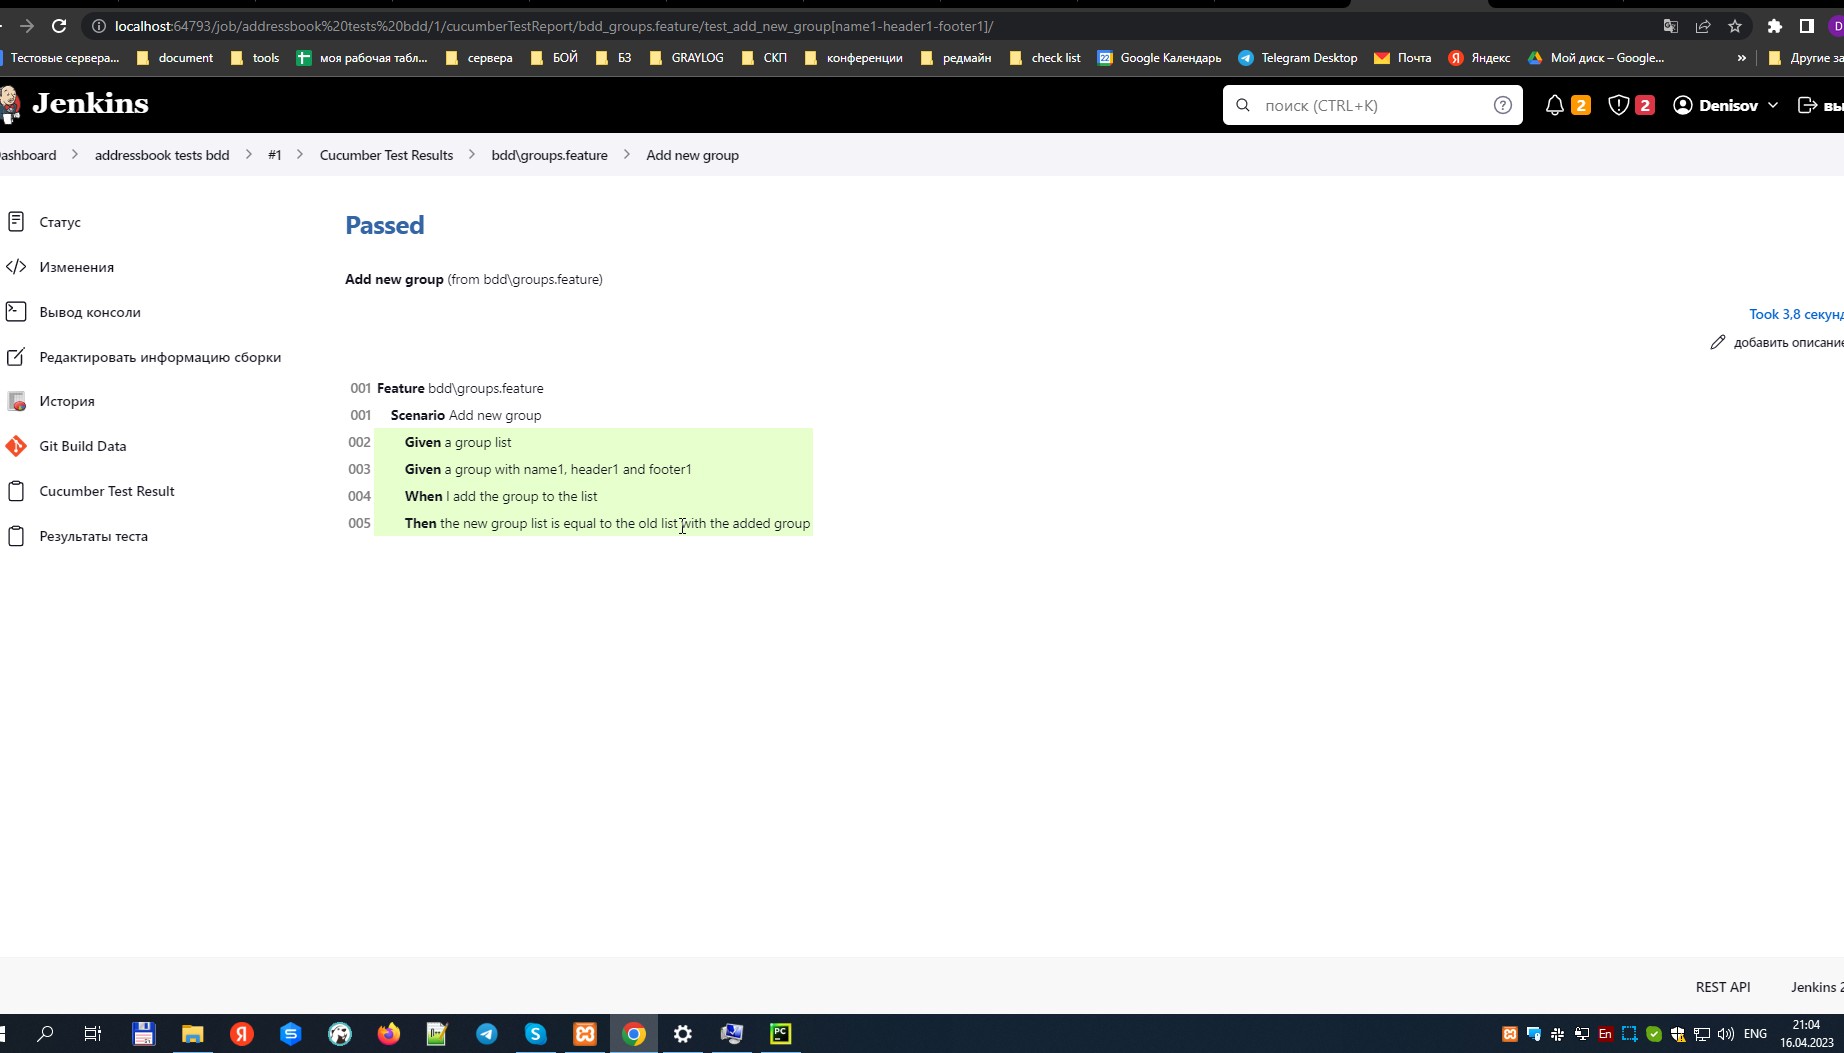 localhost:64793/job/addressbook%20tests%20bdd/1/cucumberTestReport/bdd_groups.feature/test_add_new_group[name1-header1-footer1]/
D
Тестовые сервера... document tools моя рабочая табл... сервера БОЙ БЗ GRAYLOG СКП конференции редмайн check list 22 Google Календарь Telegram Desktop Почта Я Яндекс Мой диск – Google... » Другие за
Jenkins
поиск (CTRL+K) ? 2 2 Denisov вы
ashboard > addressbook tests bdd > #1 > Cucumber Test Results > bdd\groups.feature > Add new group
Статус
Изменения
Вывод консоли
Редактировать информацию сборки
История
Git Build Data
Cucumber Test Result
Результаты теста
Passed
Add new group (from bdd\groups.feature)
Took 3,8 секунд
добавить описание
001 Feature bdd\groups.feature
001 Scenario Add new group
002 Given a group list
003 Given a group with name1, header1 and footer1
004 When I add the group to the list
005 Then the new group list is equal to the old list with the added group
REST API Jenkins 2
Я S S PC En ENG 21:04
16.04.2023